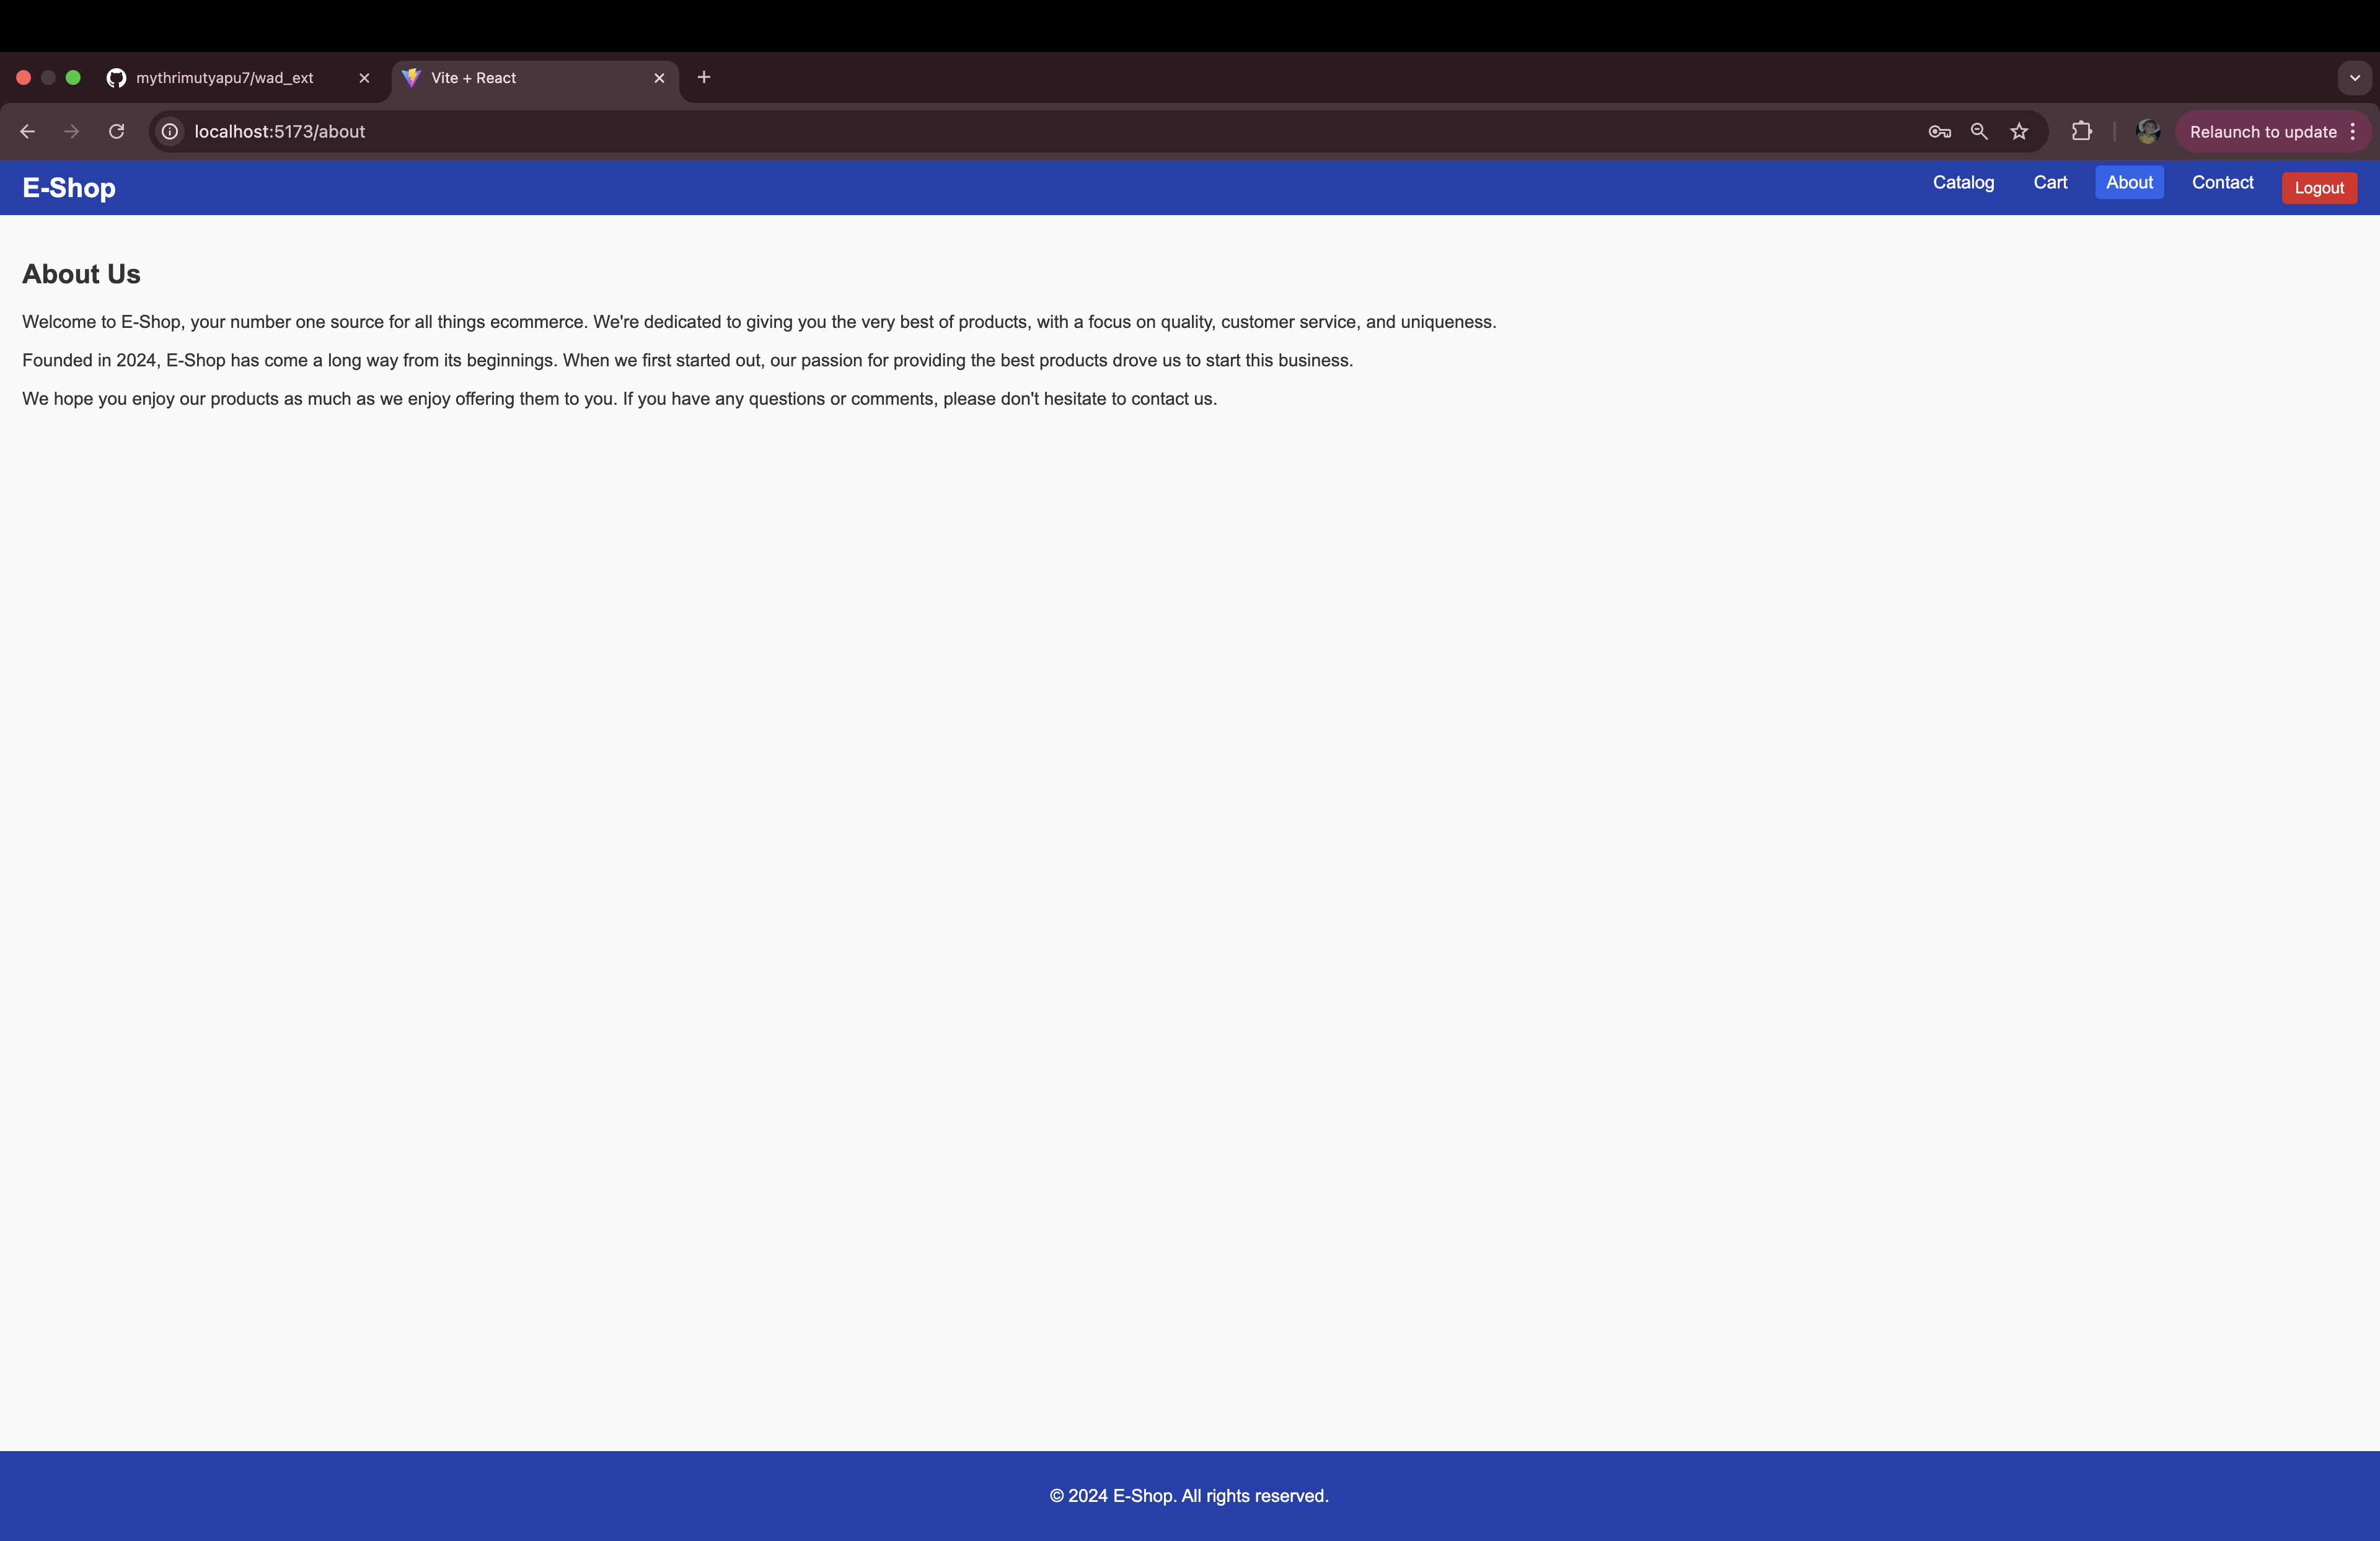 mythrimutyapu7/wad_ext
Vite + React
localhost:5173/about
Relaunch to update
E-Shop
Catalog
Cart
About
Contact
Logout
About Us
Welcome to E-Shop, your number one source for all things ecommerce. We're dedicated to giving you the very best of products, with a focus on quality, customer service, and uniqueness.
Founded in 2024, E-Shop has come a long way from its beginnings. When we first started out, our passion for providing the best products drove us to start this business.
We hope you enjoy our products as much as we enjoy offering them to you. If you have any questions or comments, please don't hesitate to contact us.
© 2024 E-Shop. All rights reserved.